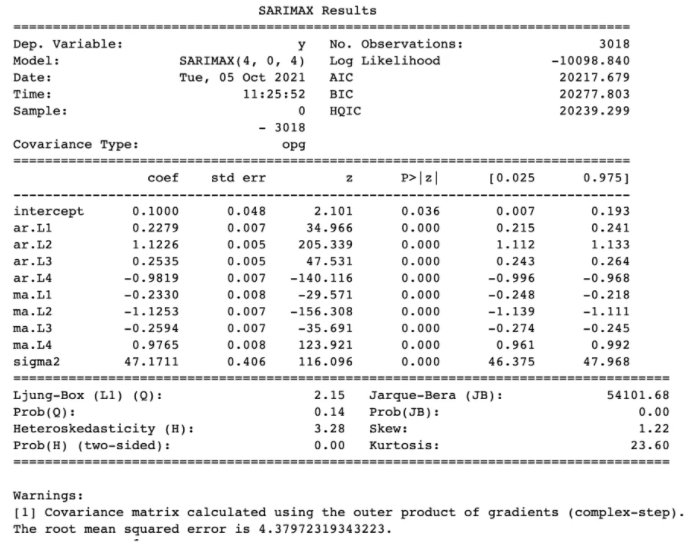 SARIMAX Results
==============================================================================
Dep. Variable: y No. Observations: 3018
Model: SARIMAX(4, 0, 4) Log Likelihood -10098.840
Date: Tue, 05 Oct 2021 AIC 20217.679
Time: 11:25:52 BIC 20277.803
Sample: 0 HQIC 20239.299
- 3018
Covariance Type: opg
==============================================================================
coef std err z P>|z| [0.025 0.975]
------------------------------------------------------------------------------
intercept 0.1000 0.048 2.101 0.036 0.007 0.193
ar.L1 0.2279 0.007 34.966 0.000 0.215 0.241
ar.L2 1.1226 0.005 205.339 0.000 1.112 1.133
ar.L3 0.2535 0.005 47.531 0.000 0.243 0.264
ar.L4 -0.9819 0.007 -140.116 0.000 -0.996 -0.968
ma.L1 -0.2330 0.008 -29.571 0.000 -0.248 -0.218
ma.L2 -1.1253 0.007 -156.308 0.000 -1.139 -1.111
ma.L3 -0.2594 0.007 -35.691 0.000 -0.274 -0.245
ma.L4 0.9765 0.008 123.921 0.000 0.961 0.992
sigma2 47.1711 0.406 116.096 0.000 46.375 47.968
===================================================================================
Ljung-Box (L1) (Q): 2.15 Jarque-Bera (JB): 54101.68
Prob(Q): 0.14 Prob(JB): 0.00
Heteroskedasticity (H): 3.28 Skew: 1.22
Prob(H) (two-sided): 0.00 Kurtosis: 23.60
===================================================================================
Warnings:
[1] Covariance matrix calculated using the outer product of gradients (complex-step).
The root mean squared error is 4.37972319343223.